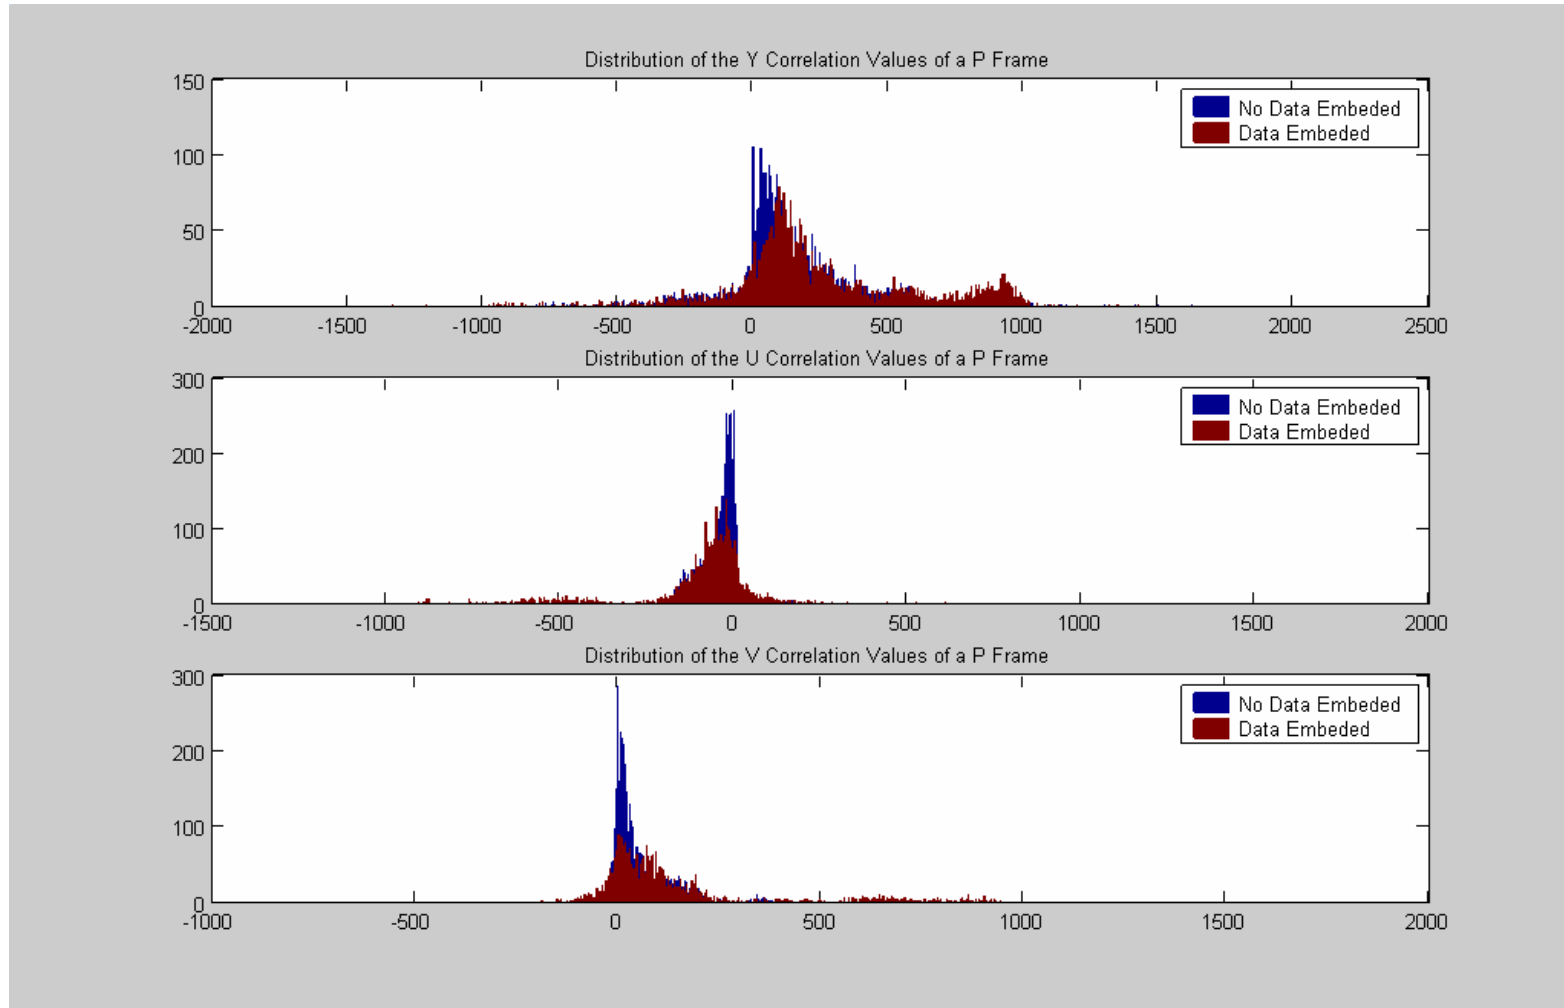 Distribution of the Y Correlation Values of a P Frame
150
100
50
0
No Data Embeded
Data Embeded
-2000 -1500 -1000 -500 0 500 1000 1500 2000 2500
Distribution of the U Correlation Values of a P Frame
300
200
100
0
No Data Embeded
Data Embeded
-1500 -1000 -500 0 500 1000 1500 2000
Distribution of the V Correlation Values of a P Frame
300
200
100
0
No Data Embeded
Data Embeded
-1000 -500 0 500 1000 1500 2000